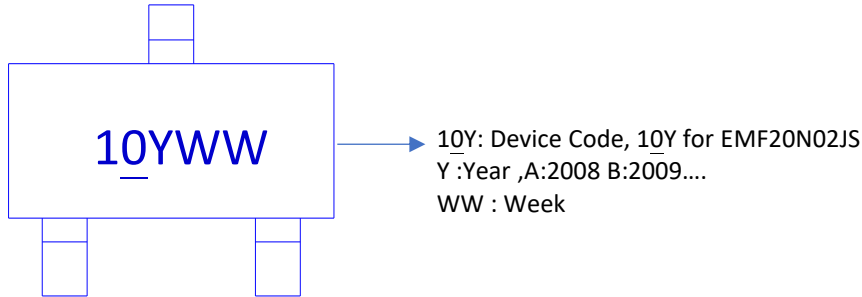 10YWW
10Y: Device Code, 10Y for EMF20N02JS
Y :Year ,A:2008 B:2009....
WW : Week